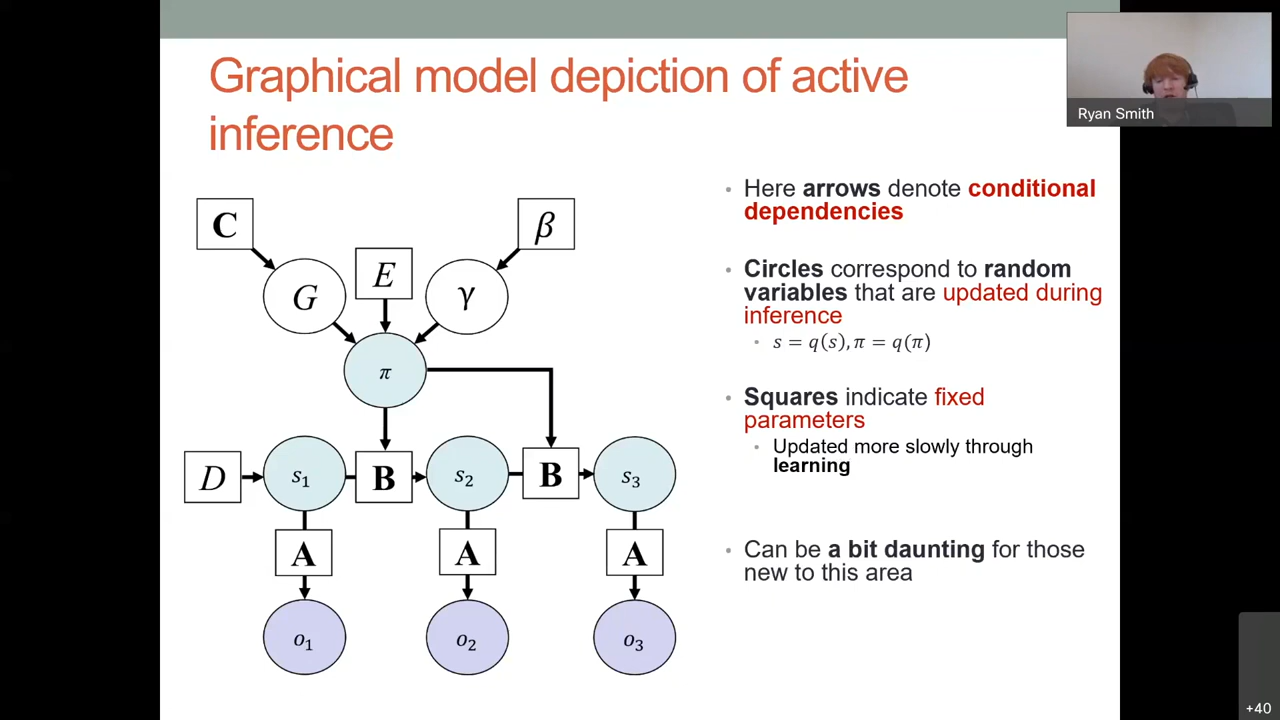 Graphical model depiction of active
inference
Ryan Smith
C
β
E
G
γ
π
D
s₁
B
s₂
B
s₃
A
A
A
o₁
o₂
o₃
• Here arrows denote conditional
dependencies
• Circles correspond to random
variables that are updated during
inference
• s = q(s), π = q(π)
• Squares indicate fixed
parameters
• Updated more slowly through
learning
• Can be a bit daunting for those
new to this area
+40